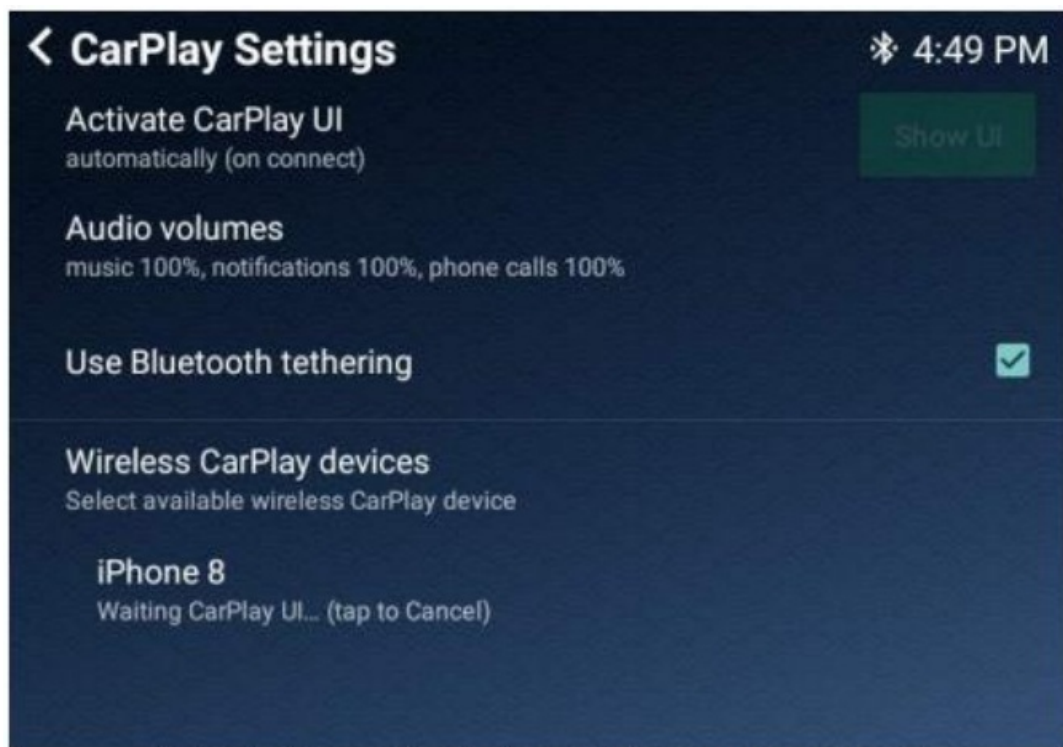 CarPlay Settings
4:49 PM
Activate CarPlay UI
automatically (on connect)
Show UI
Audio volumes
music 100%, notifications 100%, phone calls 100%
Use Bluetooth tethering
Wireless CarPlay devices
Select available wireless CarPlay device
iPhone 8
Waiting CarPlay UI... (tap to Cancel)